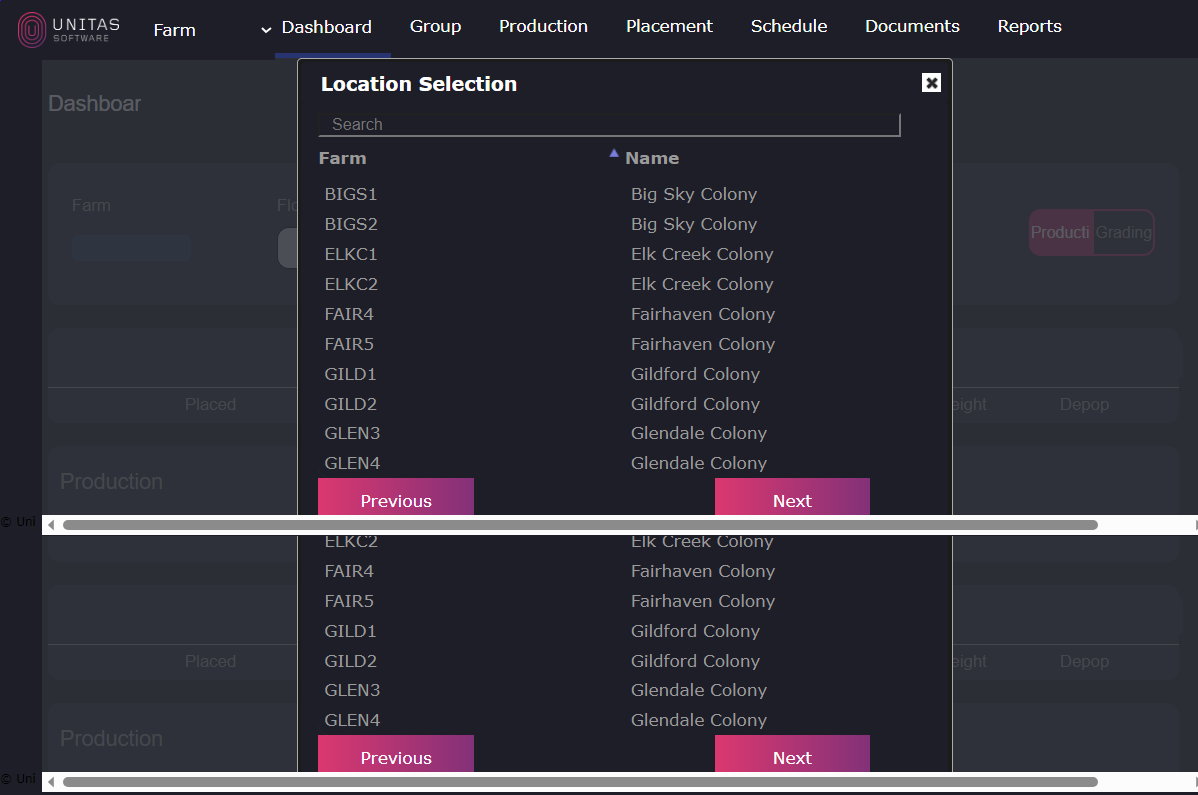 UNITAS
SOFTWARE
Farm
Dashboard
Group
Production
Placement
Schedule
Documents
Reports
Location Selection
Dashboar
Search
Farm Name
Farm
Flo
BIGS1 Big Sky Colony
BIGS2 Big Sky Colony
Producti Grading
ELKC1 Elk Creek Colony
ELKC2 Elk Creek Colony
FAIR4 Fairhaven Colony
FAIR5 Fairhaven Colony
GILD1 Gildford Colony
GILD2 Gildford Colony
Placed
eight
Depop
GLEN3 Glendale Colony
GLEN4 Glendale Colony
Production
Previous Next
© Uni
ELKC2 Elk Creek Colony
FAIR4 Fairhaven Colony
FAIR5 Fairhaven Colony
GILD1 Gildford Colony
GILD2 Gildford Colony
Placed
eight
Depop
GLEN3 Glendale Colony
GLEN4 Glendale Colony
Production
Previous Next
© Uni